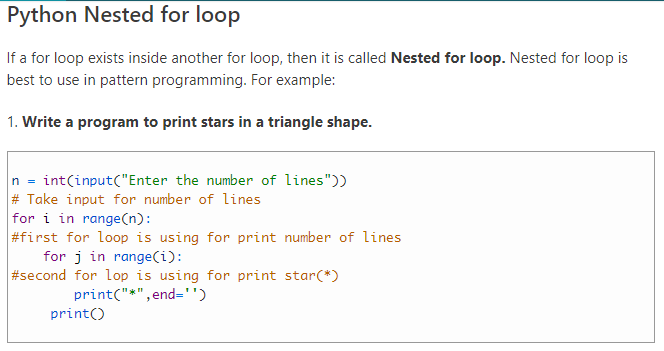 Python Nested for loop
If a for loop exists inside another for loop, then it is called Nested for loop. Nested for loop is
best to use in pattern programming. For example:
1. Write a program to print stars in a triangle shape.
n = int(input("Enter the number of lines"))
# Take input for number of lines
for i in range(n):
#first for loop is using for print number of lines
    for j in range(i):
#second for lop is using for print star(*)
        print("*",end='')
     print()